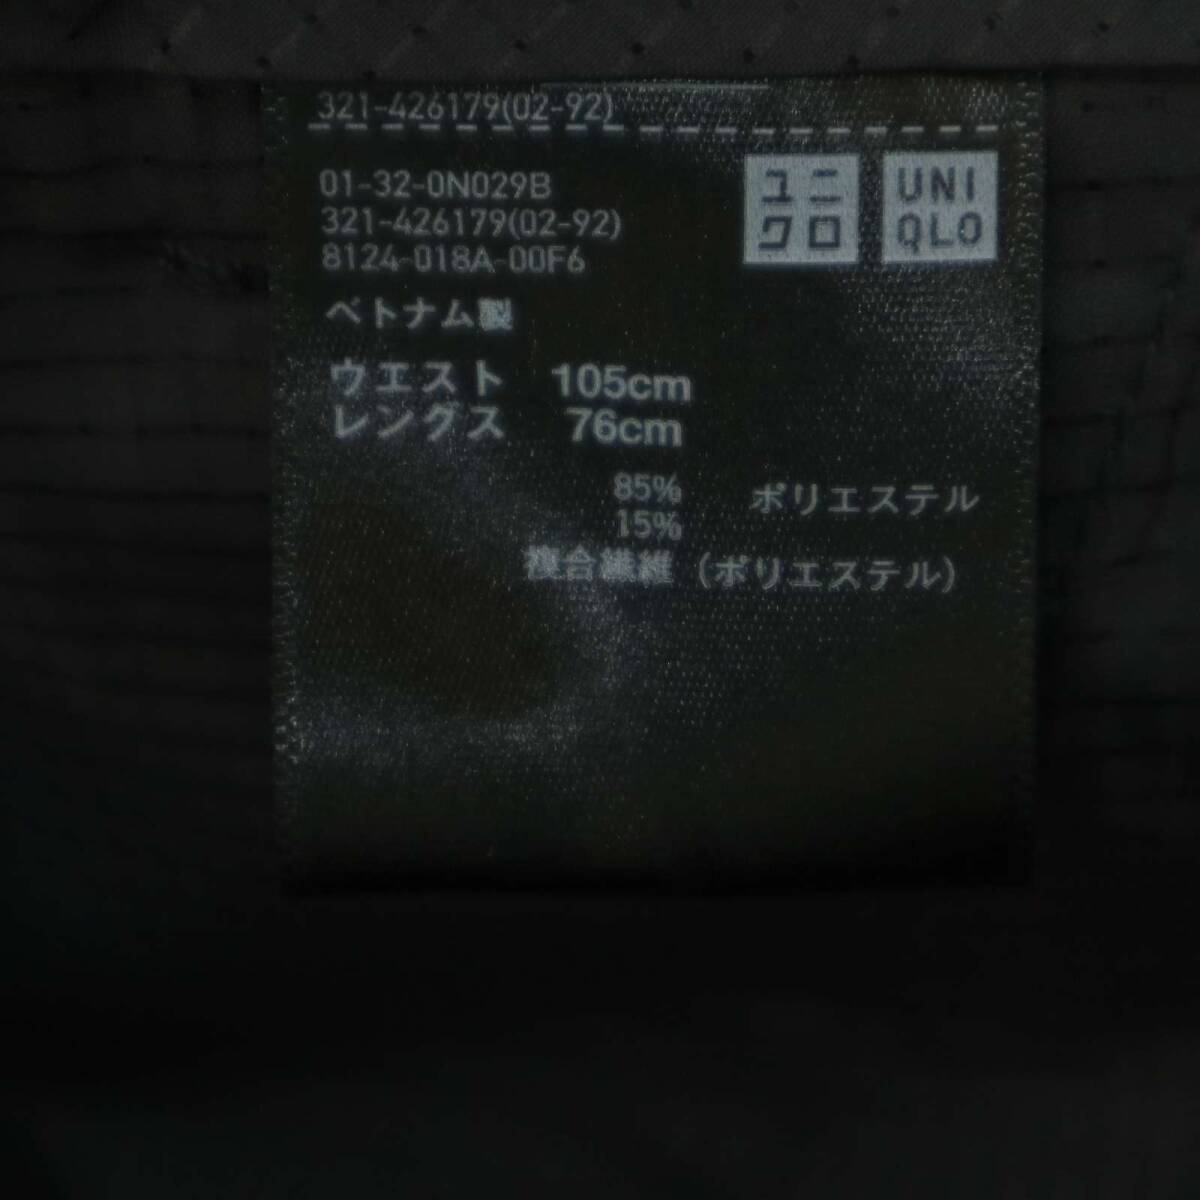 321-426179(02-92)
01-32-0N029B
321-426179(02-92)
8124-018A-00F6
ユニ
クロ
UNI
QLO
ベトナム製
ウエスト 105cm
レングス 76cm
85% ポリエステル
15%
複合繊維 (ポリエステル)